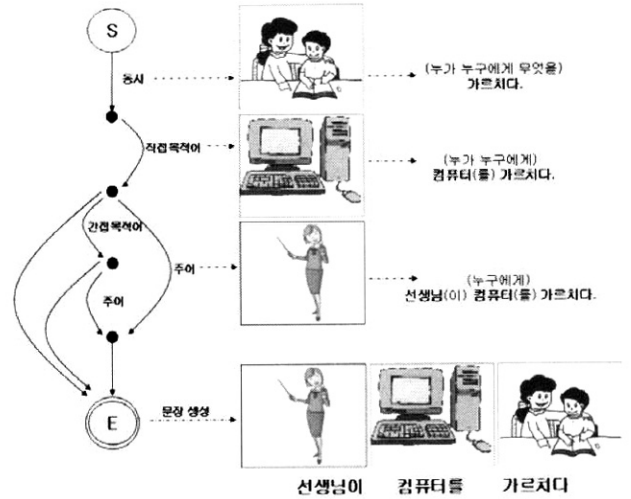 S
동사
(누가 누구에게 무엇을)
가르치다.
직접목적어
(누가 누구에게)
컴퓨터(를) 가르치다.
간접목적어
주어
주어
(누구에게)
선생님(이) 컴퓨터(를) 가르치다.
E
문장 생성
선생님이 컴퓨터를 가르치다